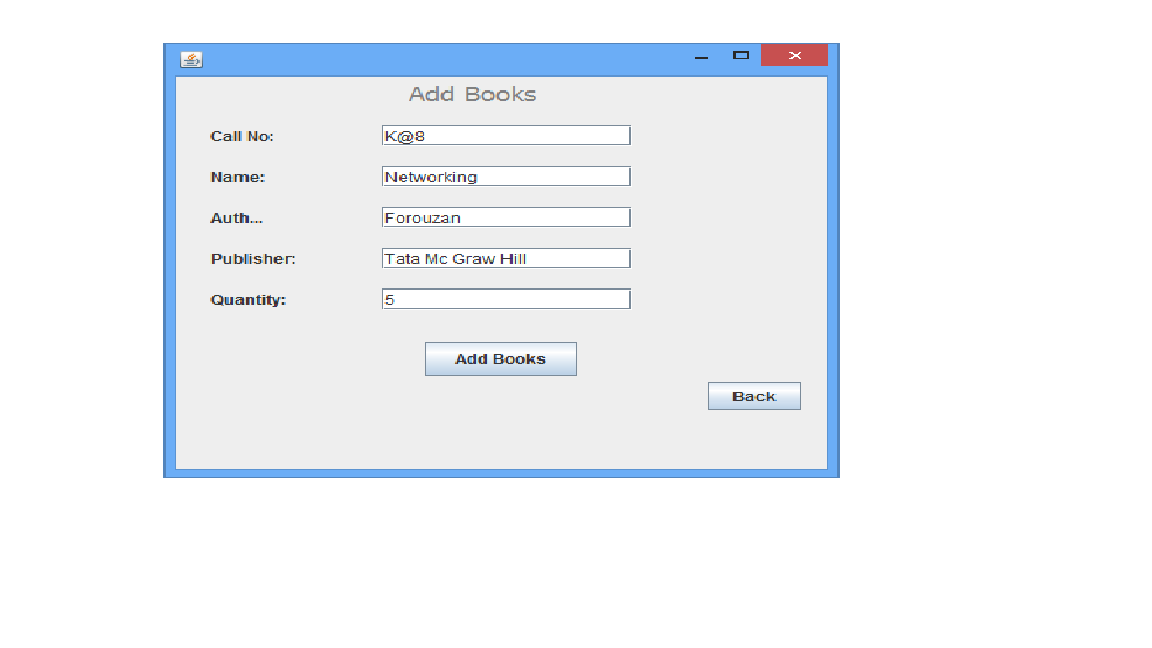 Add Books
Call No: K@8
Name: Networking
Auth... Forouzan
Publisher: Tata Mc Graw Hill
Quantity: 5
Add Books
Back